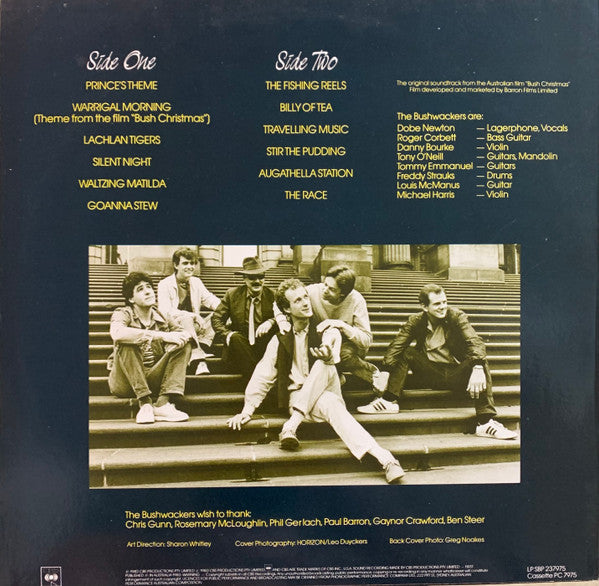 Side One
PRINCE'S THEME
WARRIGAL MORNING
(Theme from the film "Bush Christmas")
LACHLAN TIGERS
SILENT NIGHT
WALTZING MATILDA
GOANNA STEW
Side Two
THE FISHING REELS
BILLY OF TEA
TRAVELLING MUSIC
STIR THE PUDDING
AUGATHELLA STATION
THE RACE
The original soundtrack from the Australian film "Bush Christmas"
Film developed and marketed by Barron Films Limited
The Bushwackers are:
Dobe Newton — Lagerphone, Vocals
Roger Corbett — Bass Guitar
Danny Bourke — Violin
Tony O'Neill — Guitars, Mandolin
Tommy Emmanuel — Guitars
Freddy Strauks — Drums
Louis McManus — Guitar
Michael Harris — Violin
The Bushwackers wish to thank:
Chris Gunn, Rosemary McLoughlin, Phil Gerlach, Paul Barron, Gaynor Crawford, Ben Steer
Art Direction: Sharon Whitley Cover Photography: HORIZON/Leo Duyckers Back Cover Photo: Greg Noakes
CBS
LP SBP 237975
Cassette PC 7975